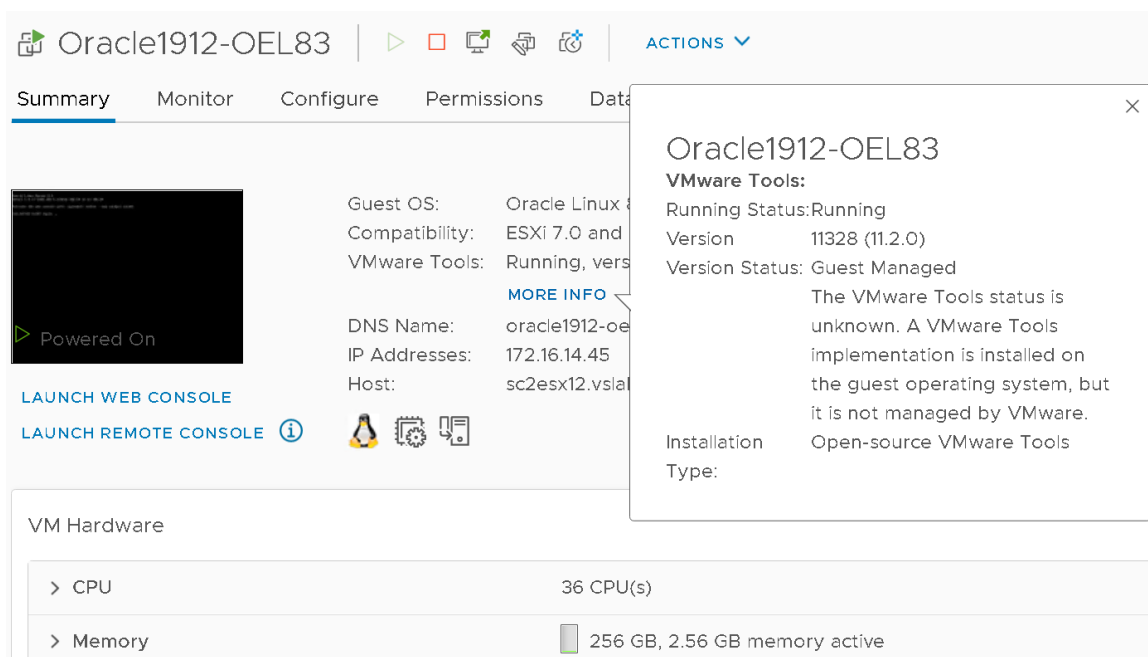 Oracle1912-OEL83
ACTIONS
Summary Monitor Configure Permissions
Oracle1912-OEL83
VMware Tools:
Running Status: Running
Version 11328 (11.2.0)
Version Status: Guest Managed
The VMware Tools status is
unknown. A VMware Tools
implementation is installed on
the guest operating system, but
it is not managed by VMware.
Installation Open-source VMware Tools
Type:
Powered On
LAUNCH WEB CONSOLE
LAUNCH REMOTE CONSOLE
Guest OS: Oracle Linux
Compatibility: ESXi 7.0 and
VMware Tools: Running, vers
MORE INFO
DNS Name: oracle1912-oe
IP Addresses: 172.16.14.45
Host: sc2esx12.vslab
VM Hardware
CPU 36 CPU(s)
Memory 256 GB, 2.56 GB memory active